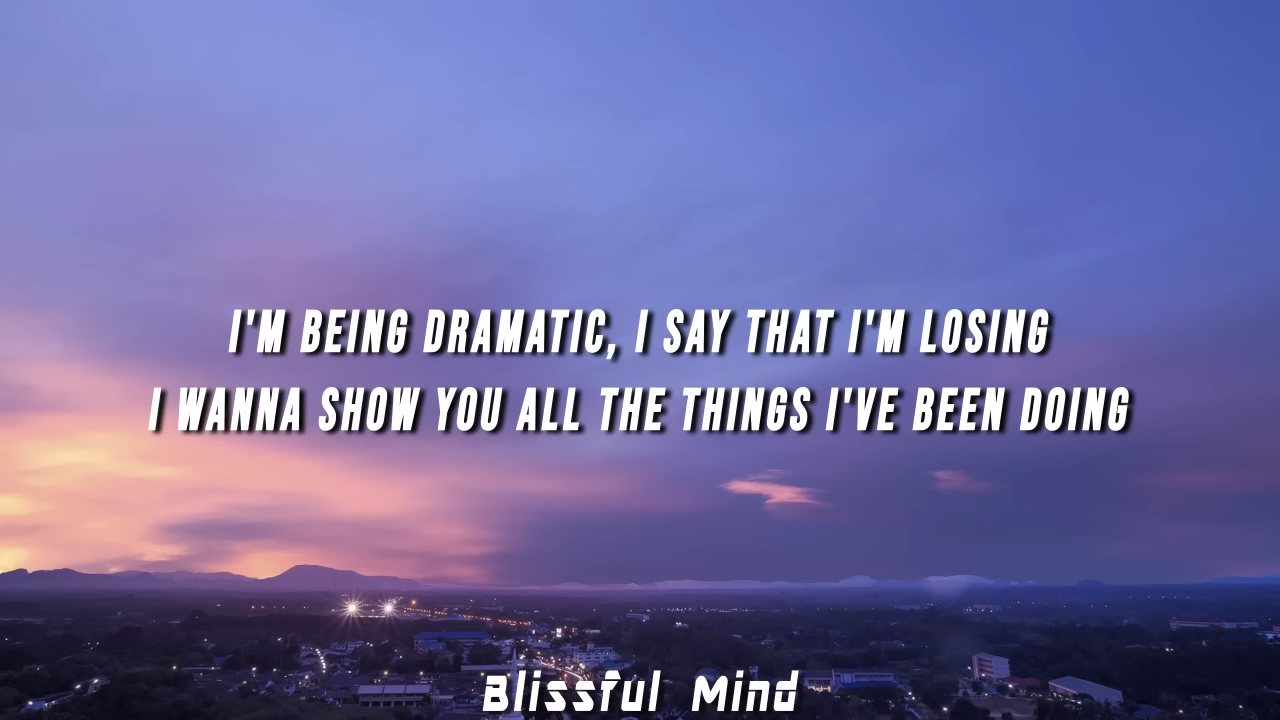 I'M BEING DRAMATIC, I SAY THAT I'M LOSING
I WANNA SHOW YOU ALL THE THINGS I'VE BEEN DOING
Blissful Mind